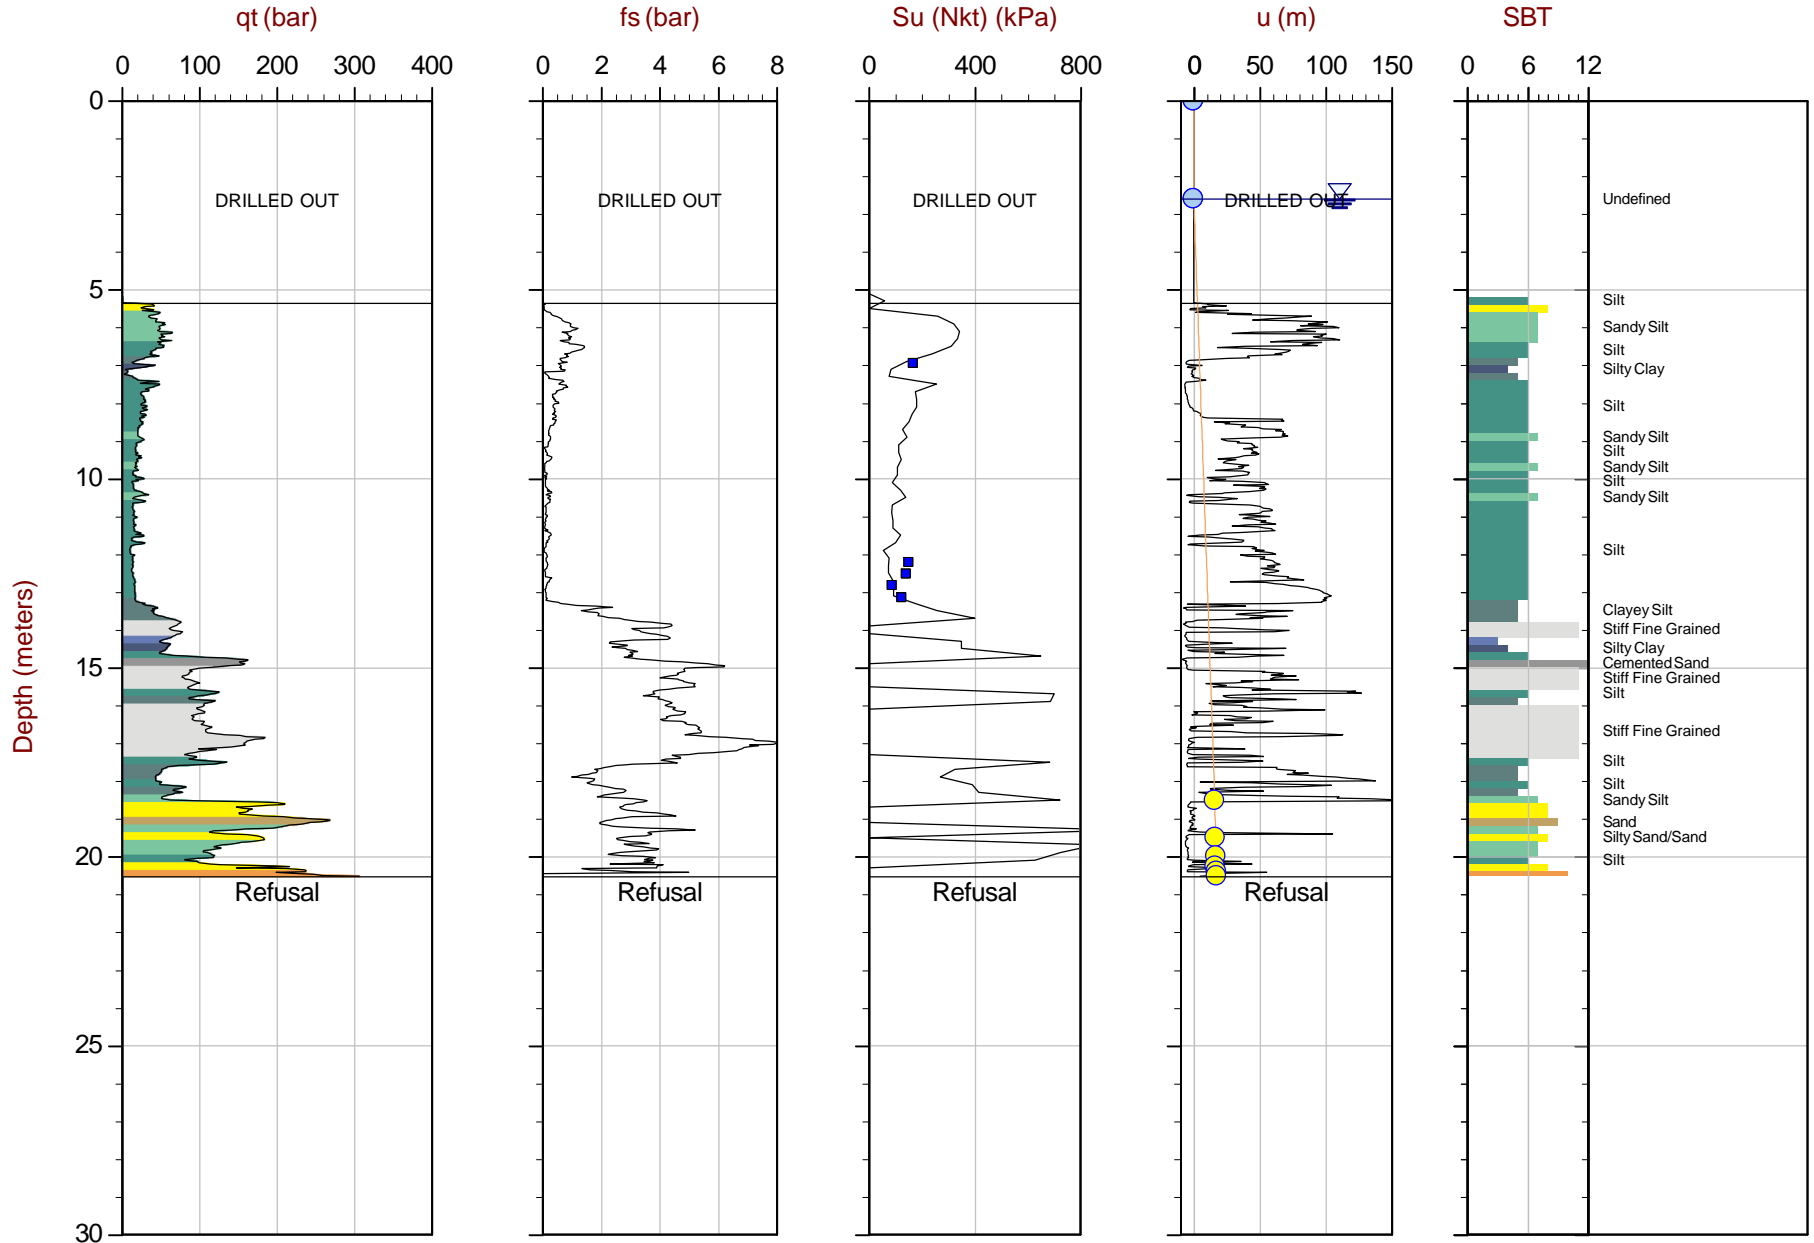 qt (bar) fs (bar) Su (Nkt) (kPa) u (m) SBT
0 100 200 300 400 0 2 4 6 8 0 400 800 0 50 100 150 0 6 12
0
DRILLED OUT DRILLED OUT DRILLED OUT DRILLED OUT Undefined
5
Silt
Sandy Silt
Silt
Silty Clay
Silt
Sandy Silt
Silt
Sandy Silt
10
Silt
Sandy Silt
Silt
Depth (meters)
Clayey Silt
Stiff Fine Grained
Silty Clay
15
Cemented Sand
Stiff Fine Grained
Silt
Stiff Fine Grained
Silt
Silt
Sandy Silt
Sand
Silty Sand/Sand
20
Silt
Refusal Refusal Refusal Refusal
25
30